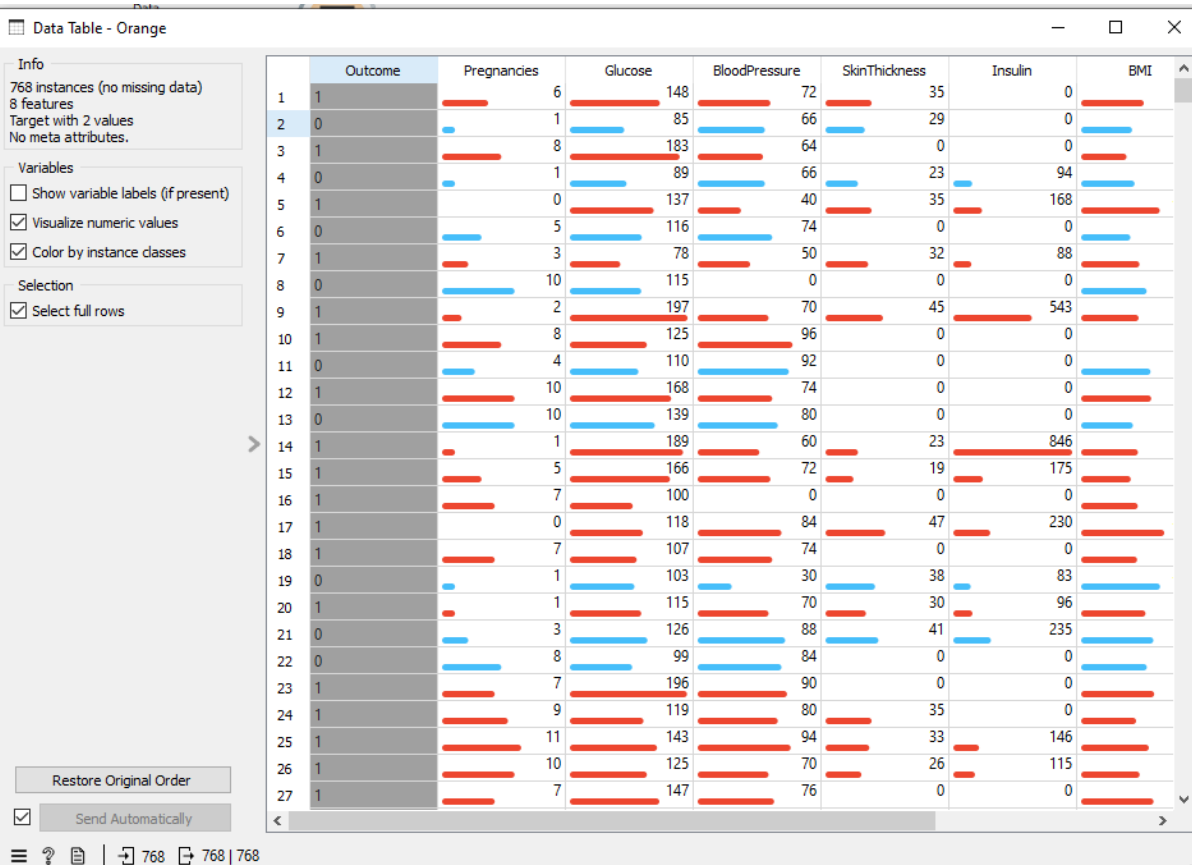 Data
Data Table - Orange
Info
768 instances (no missing data)
8 features
Target with 2 values
No meta attributes.
Variables
Show variable labels (if present)
Visualize numeric values
Color by instance classes
Selection
Select full rows
Outcome Pregnancies Glucose BloodPressure SkinThickness Insulin BMI
1 1 6 148 72 35 0
2 0 1 85 66 29 0
3 1 8 183 64 0 0
4 0 1 89 66 23 94
5 1 0 137 40 35 168
6 0 5 116 74 0 0
7 1 3 78 50 32 88
8 0 10 115 0 0 0
9 1 2 197 70 45 543
10 1 8 125 96 0 0
11 0 4 110 92 0 0
12 1 10 168 74 0 0
13 0 10 139 80 0 0
14 1 1 189 60 23 846
15 1 5 166 72 19 175
16 1 7 100 0 0 0
17 1 0 118 84 47 230
18 1 7 107 74 0 0
19 0 1 103 30 38 83
20 1 1 115 70 30 96
21 0 3 126 88 41 235
22 0 8 99 84 0 0
23 1 7 196 90 0 0
24 1 9 119 80 35 0
25 1 11 143 94 33 146
26 1 10 125 70 26 115
27 1 7 147 76 0 0
Restore Original Order
Send Automatically
768 768 | 768